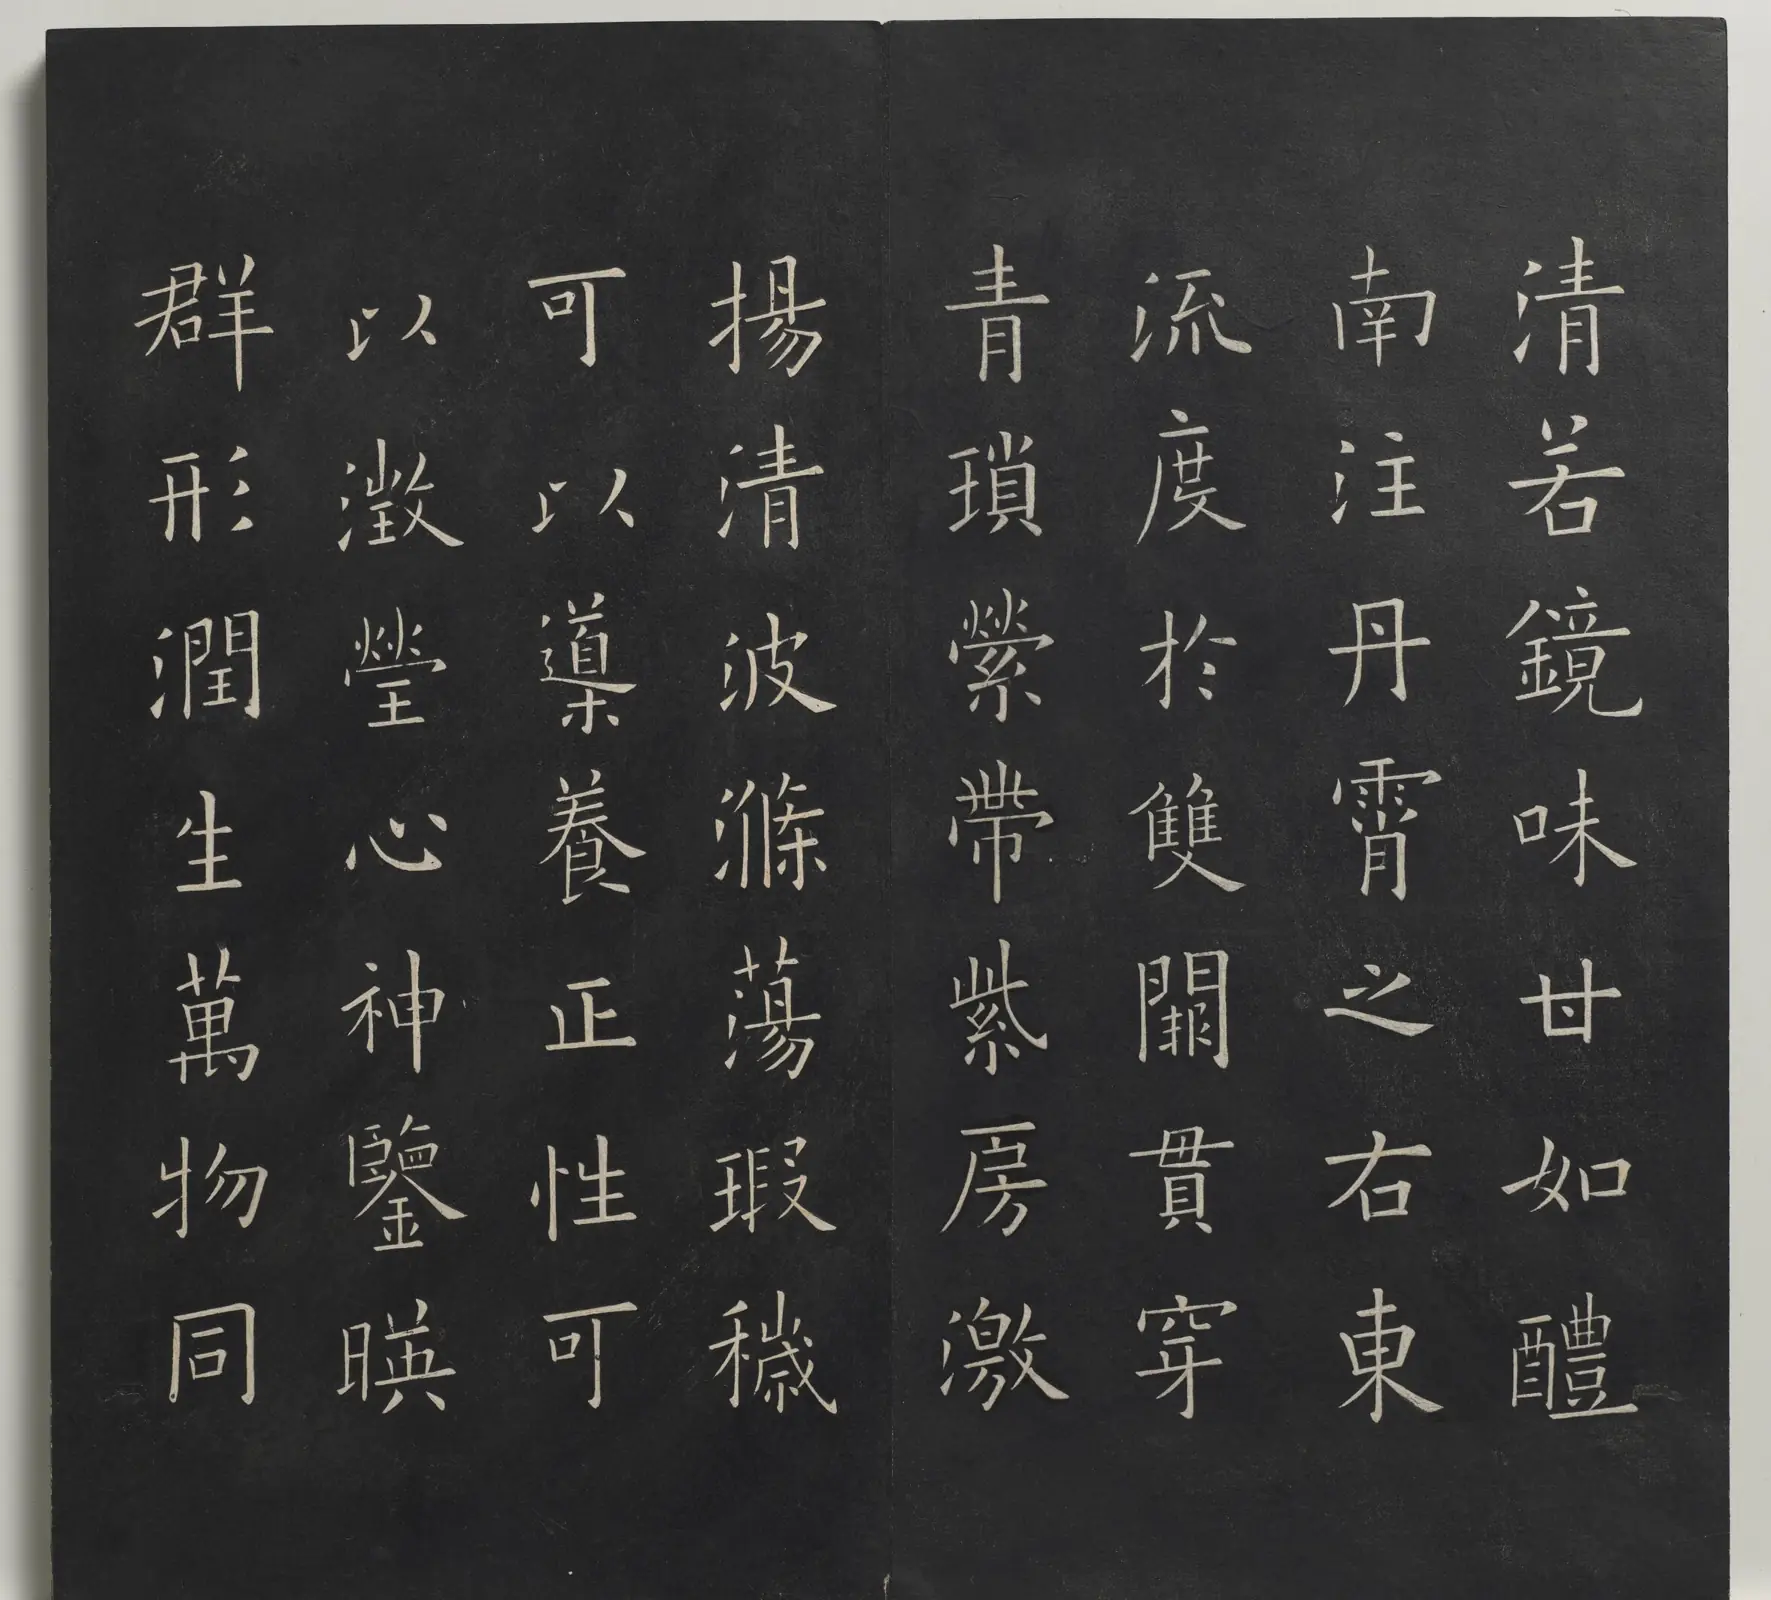 清若鏡味甘如醴
南注丹霄之右東
流度於雙闕貫穿
青瑣縈帶紫房激
揚清波滌蕩瑕穢
可以導養正性可
以澂瑩心神鑒暎
群形潤生萬物同